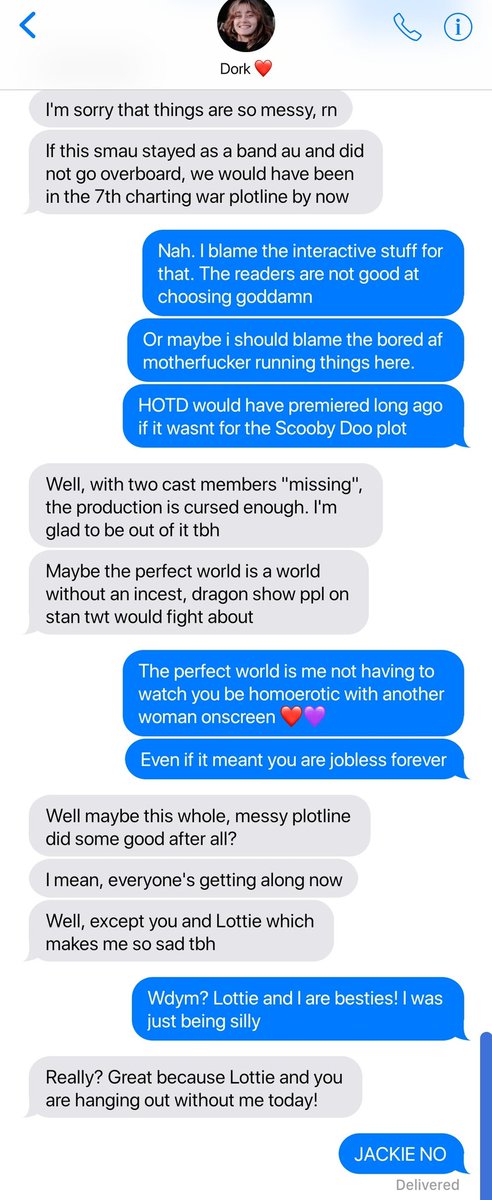 Dork ❤️
I'm sorry that things are so messy, rn
If this smau stayed as a band au and did
not go overboard, we would have been
in the 7th charting war plotline by now
Nah. I blame the interactive stuff for
that. The readers are not good at
choosing goddamn
Or maybe i should blame the bored af
motherfucker running things here.
HOTD would have premiered long ago
if it wasnt for the Scooby Doo plot
Well, with two cast members "missing",
the production is cursed enough. I'm
glad to be out of it tbh
Maybe the perfect world is a world
without an incest, dragon show ppl on
stan twt would fight about
The perfect world is me not having to
watch you be homoerotic with another
woman onscreen ❤️💜
Even if it meant you are jobless forever
Well maybe this whole, messy plotline
did some good after all?
I mean, everyone's getting along now
Well, except you and Lottie which
makes me so sad tbh
Wdym? Lottie and I are besties! I was
just being silly
Really? Great because Lottie and you
are hanging out without me today!
JACKIE NO
Delivered